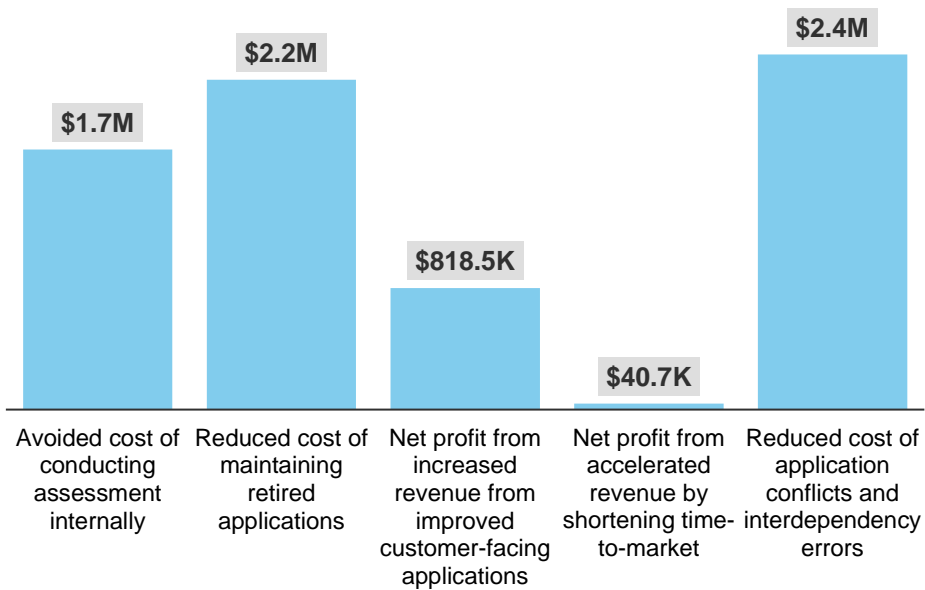 $2.4M
$2.2M
$1.7M
$818.5K
$40.7K
Avoided cost of
conducting
assessment
internally
Reduced cost of
maintaining
retired
applications
Net profit from
increased
revenue from
improved
customer-facing
applications
Net profit from
accelerated
revenue by
shortening time-
to-market
Reduced cost of
application
conflicts and
interdependency
errors